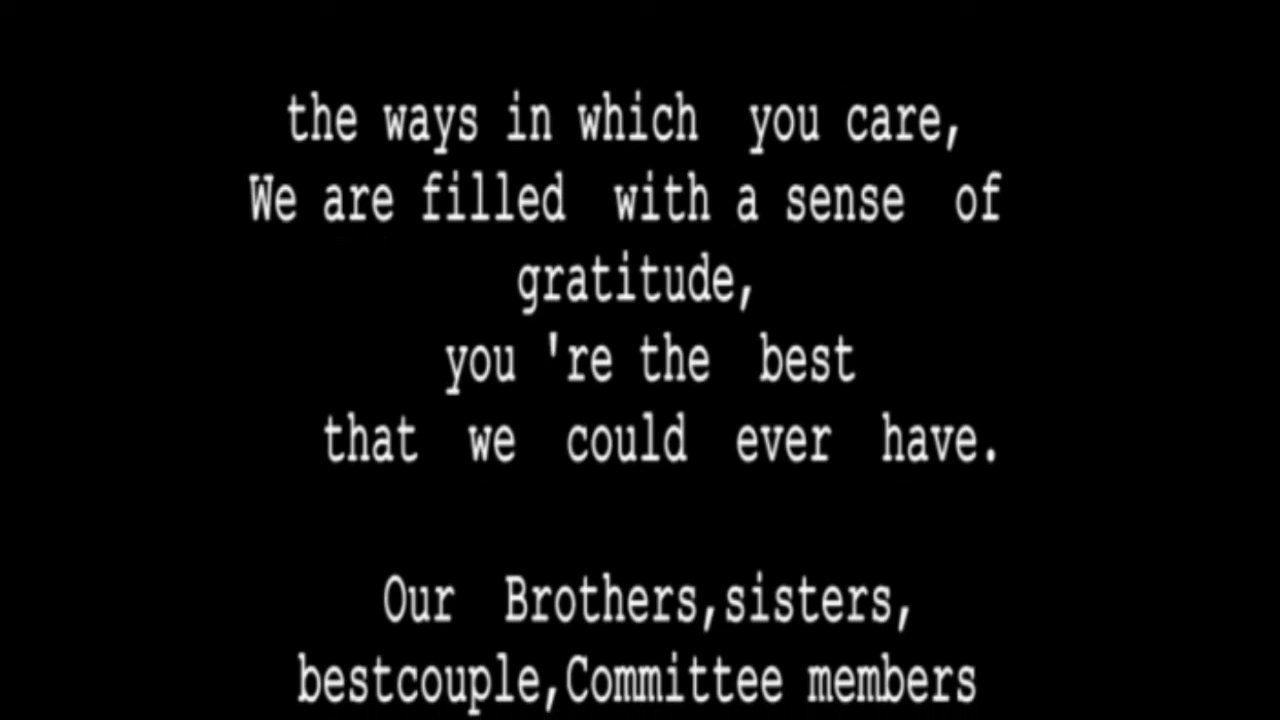 the ways in which you care,
We are filled with a sense of
gratitude,
you 're the best
that we could ever have.
Our Brothers,sisters,
bestcouple,Committee members